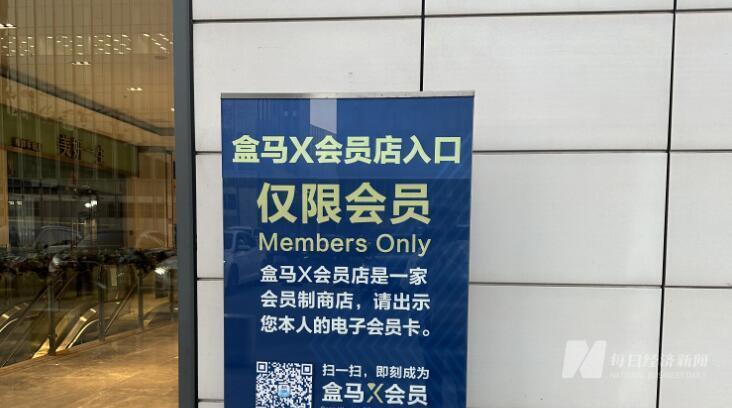 盒马X会员店入口
仅限会员
Members Only
盒马X会员店是一家
会员制商店，请出示
您本人的电子会员卡。
扫一扫，即刻成为
盒马X会员
每日经济新闻
NATIONAL BUSINESS DAILY